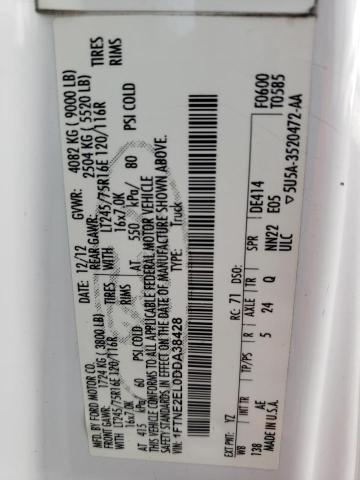 MFD. BY FORD MOTOR CO.
DATE: 12/12 GVWR: 4082 KG ( 9000 LB)
FRONT GAWR: 1724 KG ( 3800 LB) REAR GAWR: 2504 KG ( 5520 LB)
LT245/75R16E 120/116R TIRES WITH LT245/75R16E 120/116R TIRES
16x7.0K RIMS 16x7.0K RIMS
AT 415 kPa/ 60 PSI COLD AT 550 kPa/ 80 PSI COLD
THIS VEHICLE CONFORMS TO ALL APPLICABLE FEDERAL MOTOR VEHICLE
SAFETY STANDARDS IN EFFECT ON THE DATE OF MANUFACTURE SHOWN ABOVE.
VIN: 1FTNE2EL0DDA38428
TYPE: Truck
F0600
T0585
EXT PNT: YZ RC: 71 DSO:
WB INT TR TP/PS R AXLE TR SPR DE414
138 AE 5 24 Q NN22 E05
ULC
MADE IN U.S.A. ▽5U5A-3520472-AA